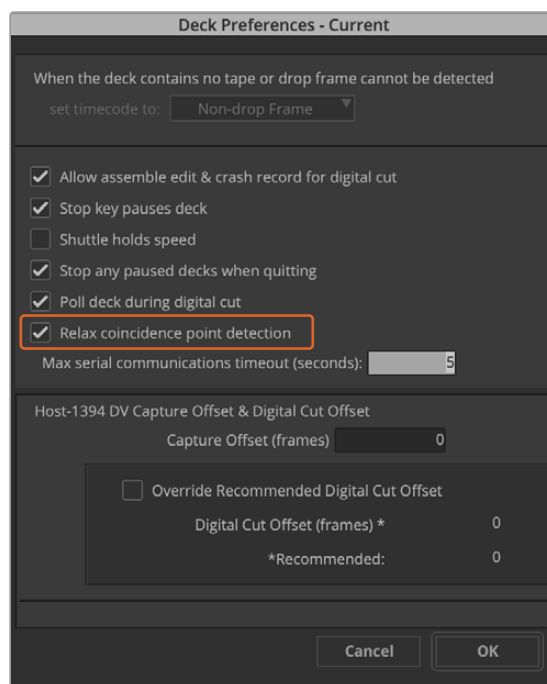 Deck Preferences - Current
When the deck contains no tape or drop frame cannot be detected
set timecode to: Non-drop Frame
Allow assemble edit & crash record for digital cut
Stop key pauses deck
Shuttle holds speed
Stop any paused decks when quitting
Poll deck during digital cut
Relax coincidence point detection
Max serial communications timeout (seconds): 5
Host-1394 DV Capture Offset & Digital Cut Offset
Capture Offset (frames) 0
Override Recommended Digital Cut Offset
Digital Cut Offset (frames) * 0
*Recommended: 0
Cancel OK